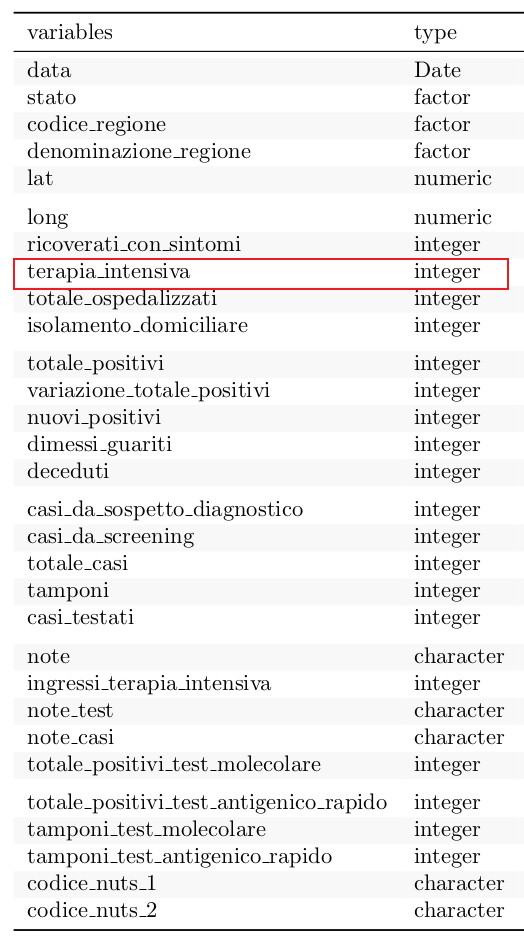 variables type
data Date
stato factor
codice_regione factor
denominazione_regione factor
lat numeric
long numeric
ricoverati_con_sintomi integer
terapia_intensiva integer
totale_ospedalizzati integer
isolamento_domiciliare integer
totale_positivi integer
variazione_totale_positivi integer
nuovi_positivi integer
dimessi_guariti integer
deceduti integer
casi_da_sospetto_diagnostico integer
casi_da_screening integer
totale_casi integer
tamponi integer
casi_testati integer
note character
ingressi_terapia_intensiva integer
note_test character
note_casi character
totale_positivi_test_molecolare integer
totale_positivi_test_antigenico_rapido integer
tamponi_test_molecolare integer
tamponi_test_antigenico_rapido integer
codice_nuts_1 character
codice_nuts_2 character